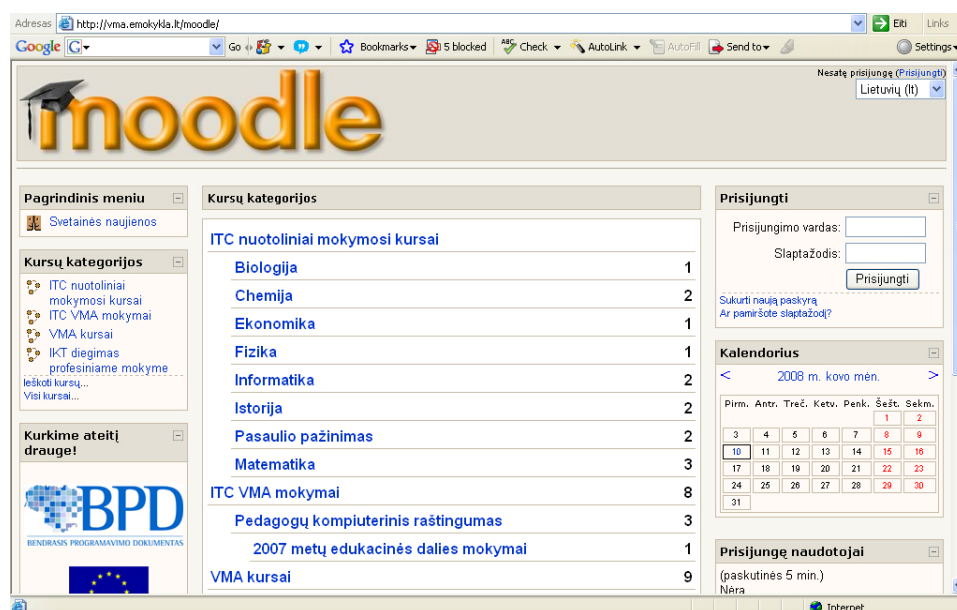 Adresas http://vma.emokykla.lt/moodle/ Eiti Links
Google G Go Bookmarks 5 blocked ABC Check AutoLink AutoFill Send to Settings
Nesatę prisijungę (Prisijungti)
Lietuvių (lt)
moodle
Pagrindinis meniu
Svetainės naujienos
Kursų kategorijos
ITC nuotoliniai
mokymosi kursai
ITC VMA mokymai
VMA kursai
IKT diegimas
profesiniame mokyme
Ieškoti kursų...
Visi kursai...
Kurkime ateitį
drauge!
BPD
BENDRASIS PROGRAMAVIMO DOKUMENTAS
Kursų kategorijos
ITC nuotoliniai mokymosi kursai
Biologija 1
Chemija 2
Ekonomika 1
Fizika 1
Informatika 2
Istorija 2
Pasaulio pažinimas 2
Matematika 3
ITC VMA mokymai 8
Pedagogų kompiuterinis raštingumas 3
2007 metų edukacinės dalies mokymai 1
VMA kursai 9
Prisijungti
Prisijungimo vardas:
Slaptažodis:
Prisijungti
Sukurti naują paskyrą
Ar pamiršote slaptažodį?
Kalendorius
< 2008 m. kovo mėn. >
Pirm. Antr. Treč. Ketv. Penk. Šešt. Sekm.
1 2
3 4 5 6 7 8 9
10 11 12 13 14 15 16
17 18 19 20 21 22 23
24 25 26 27 28 29 30
31
Prisijungę naudotojai
(paskutinės 5 min.)
Nėra
Internet